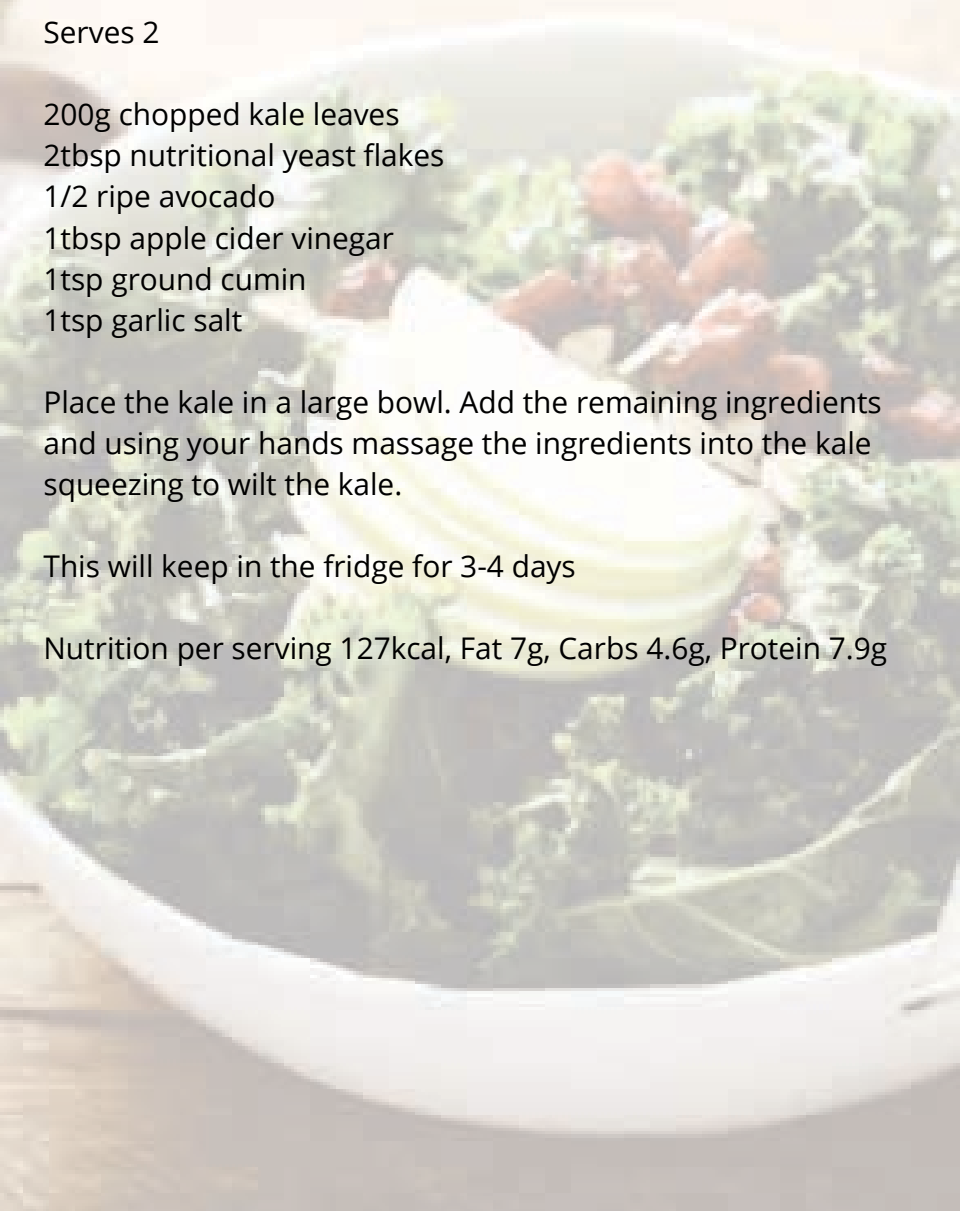 Serves 2
200g chopped kale leaves
2tbsp nutritional yeast flakes
1/2 ripe avocado
1tbsp apple cider vinegar
1tsp ground cumin
1tsp garlic salt
Place the kale in a large bowl. Add the remaining ingredients
and using your hands massage the ingredients into the kale
squeezing to wilt the kale.
This will keep in the fridge for 3-4 days
Nutrition per serving 127kcal, Fat 7g, Carbs 4.6g, Protein 7.9g